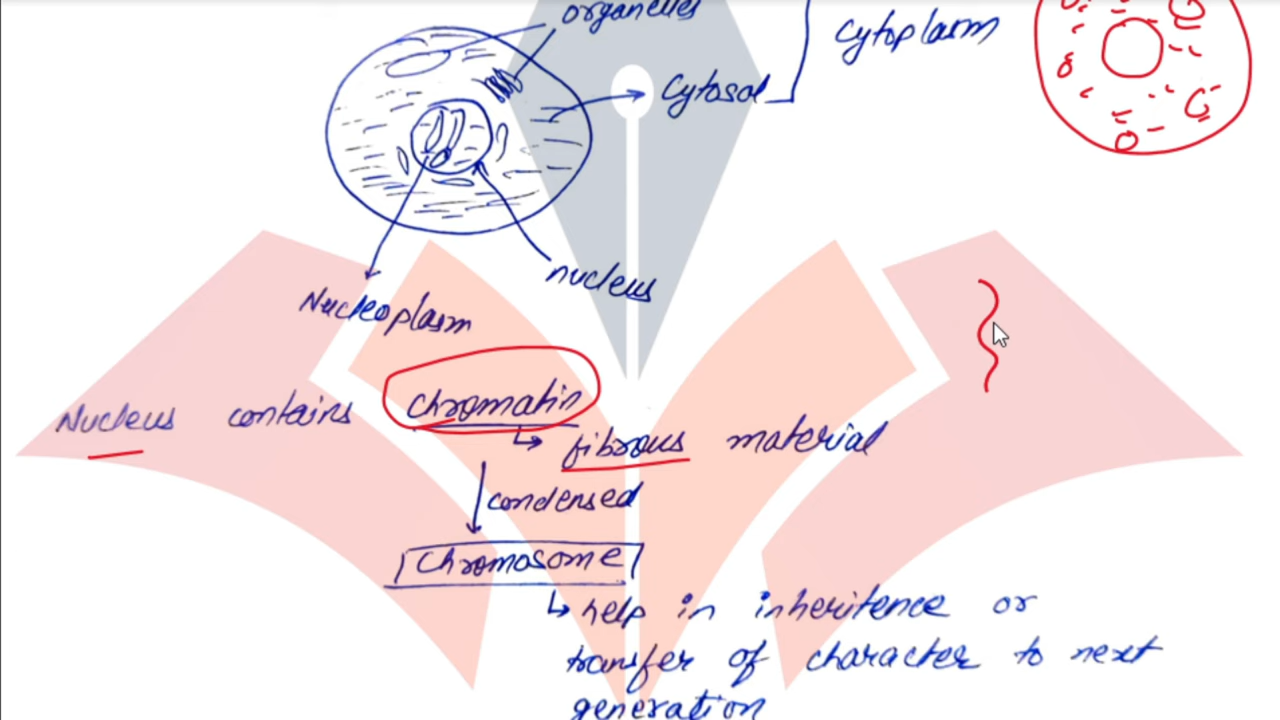 organelles
Cytoplasm
Cytosol
nucleus
Nucleoplasm
Nucleus contains chromatin
fibrous material
condensed
Chromosome
help in inheritence or
transfer of character to next
generation